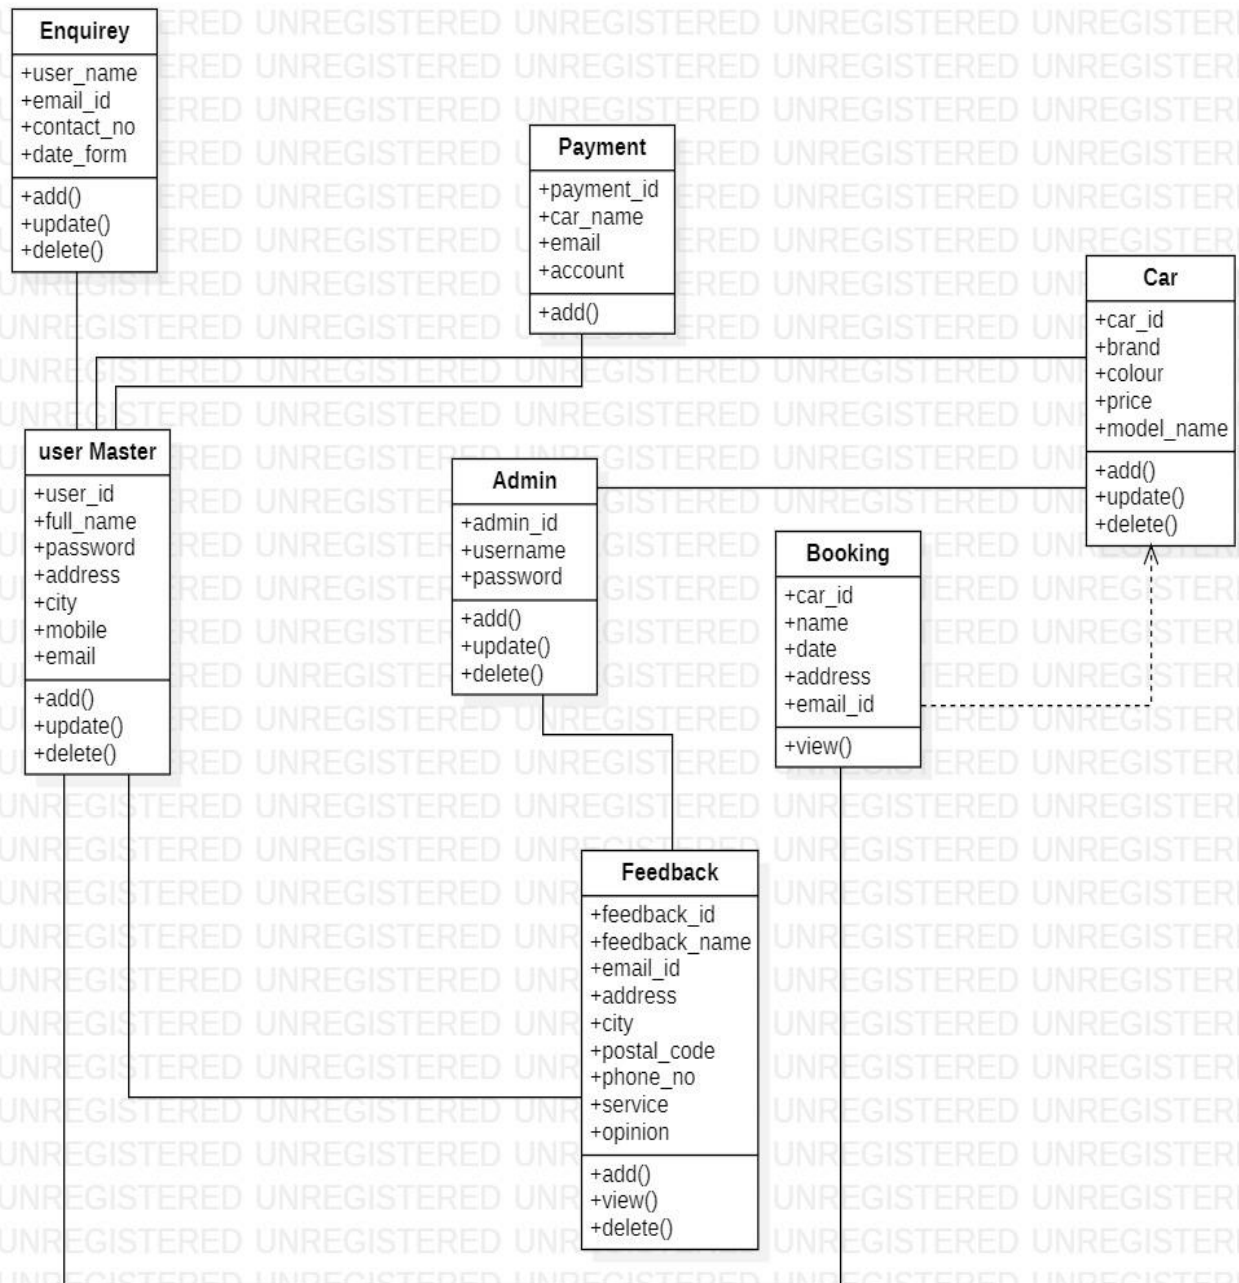 Enquirey
+user_name
+email_id
+contact_no
+date_form
+add()
+update()
+delete()
Payment
+payment_id
+car_name
+email
+account
+add()
Car
+car_id
+brand
+colour
+price
+model_name
+add()
+update()
+delete()
user Master
+user_id
+full_name
+password
+address
+city
+mobile
+email
+add()
+update()
+delete()
Admin
+admin_id
+username
+password
+add()
+update()
+delete()
Booking
+car_id
+name
+date
+address
+email_id
+view()
Feedback
+feedback_id
+feedback_name
+email_id
+address
+city
+postal_code
+phone_no
+service
+opinion
+add()
+view()
+delete()
UNREGISTERED